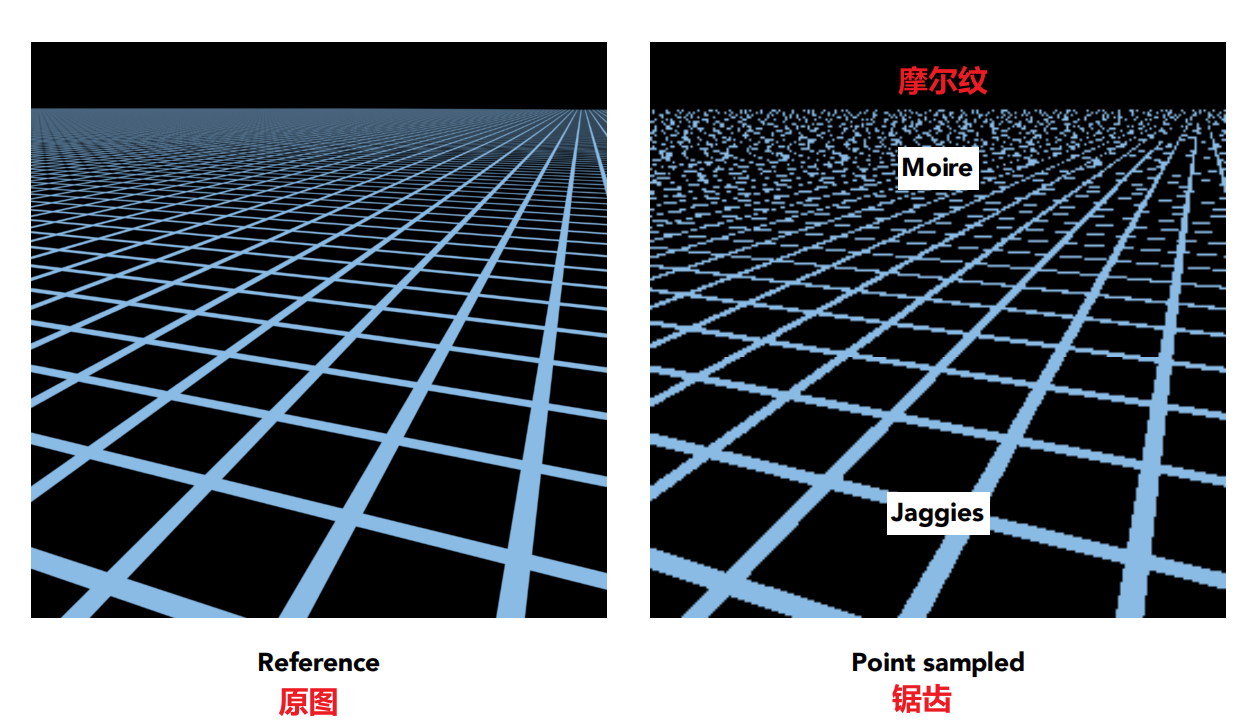 摩尔纹
Moire
Jaggies
Reference
Point sampled
原图
锯齿